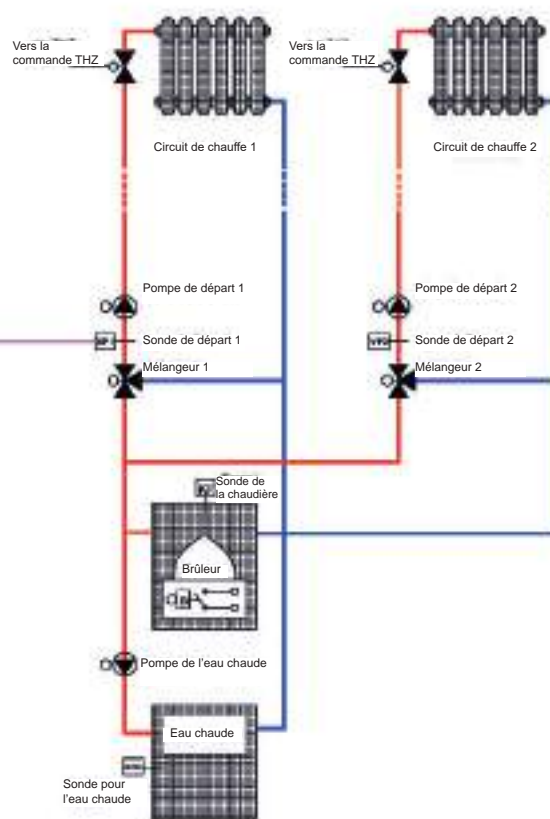 Vers la
commande THZ
Vers la
commande THZ
Circuit de chauffe 1
Circuit de chauffe 2
Pompe de départ 1
Pompe de départ 2
Sonde de départ 1
Sonde de départ 2
Mélangeur 1
Mélangeur 2
Sonde de
la chaudière
Brûleur
Pompe de l'eau chaude
Eau chaude
Sonde pour
l'eau chaude